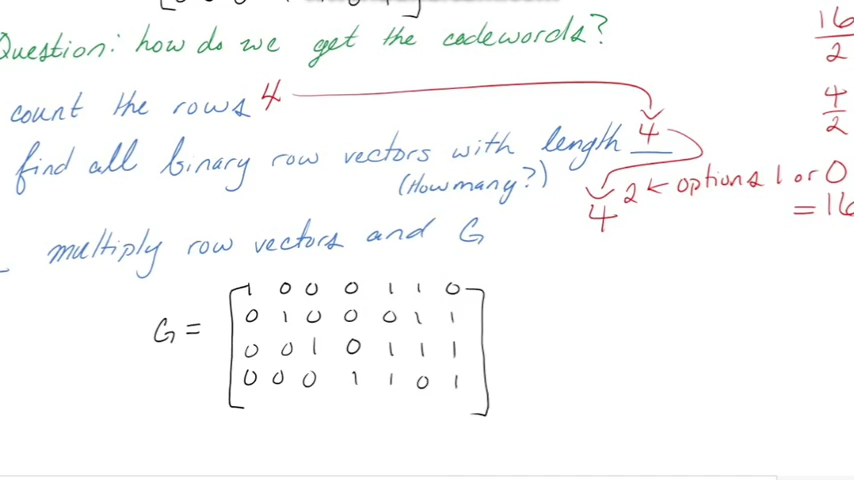 Question: how do we get the codewords?
16
2
count the rows 4
4
2
find all binary row vectors with length 4
(How many?)
4 2 ← options 1 or 0
= 16
multiply row vectors and G
G =
1 0 0 0 1 1 0
0 1 0 0 0 1 1
0 0 1 0 1 1 1
0 0 0 1 1 0 1